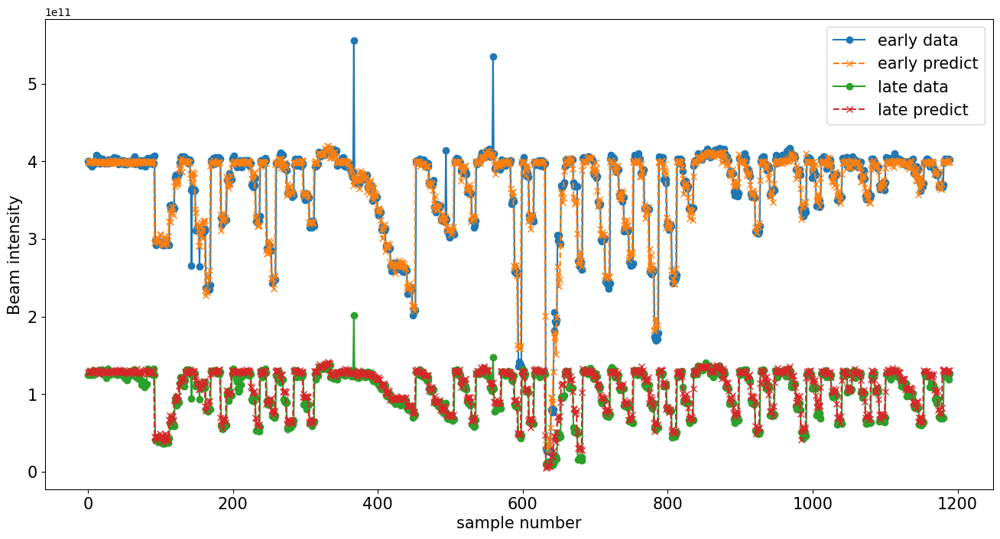 1e11
early data
early predict
late data
late predict
5
4
3
2
1
0
Beam intensity
0 200 400 600 800 1000 1200
sample number